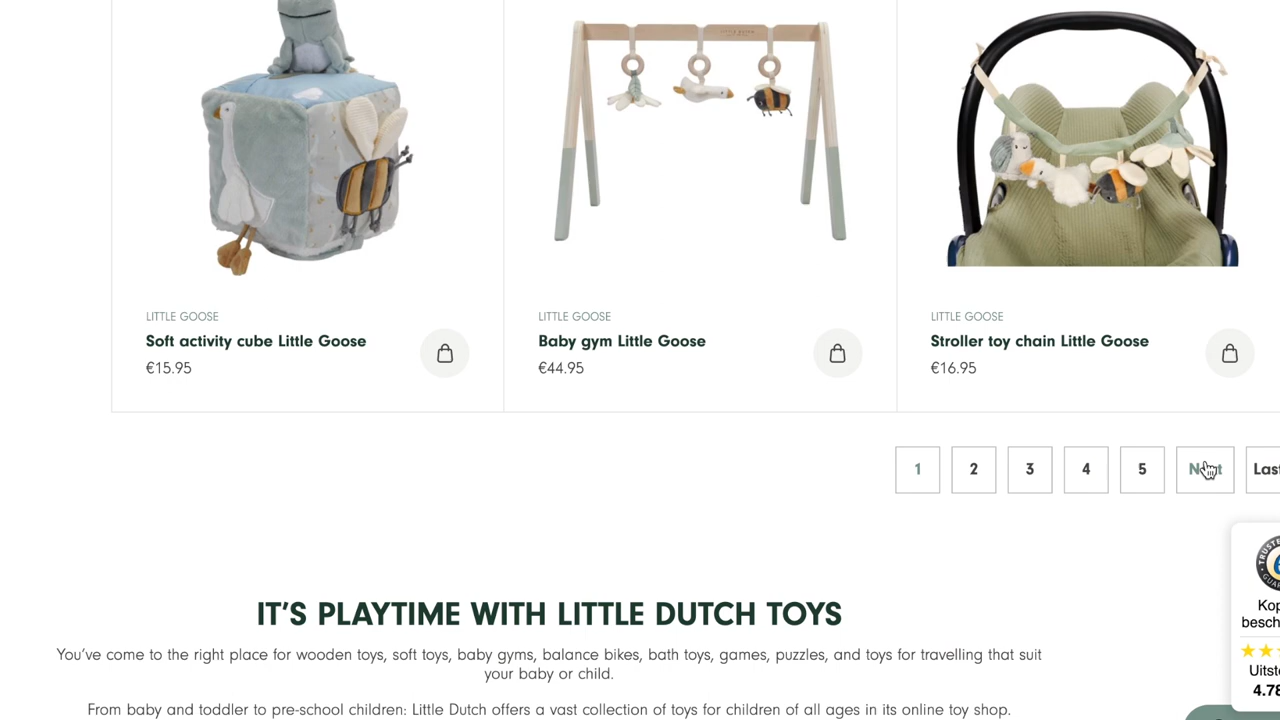 LITTLE GOOSE
Soft activity cube Little Goose
€15.95
LITTLE GOOSE
Baby gym Little Goose
€44.95
LITTLE GOOSE
Stroller toy chain Little Goose
€16.95
1 2 3 4 5
IT'S PLAYTIME WITH LITTLE DUTCH TOYS
You've come to the right place for wooden toys, soft toys, baby gyms, balance bikes, bath toys, games, puzzles, and toys for travelling that suit
your baby or child.
From baby and toddler to pre-school children: Little Dutch offers a vast collection of toys for children of all ages in its online toy shop.
4.78